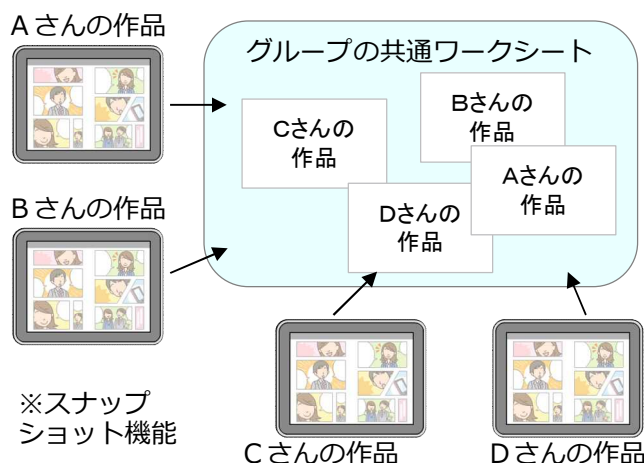 Aさんの作品
グループの共通ワークシート
Bさんの
作品
Cさんの
作品
Aさんの
作品
Dさんの
作品
Bさんの作品
※スナップ
ショット機能
Cさんの作品
Dさんの作品